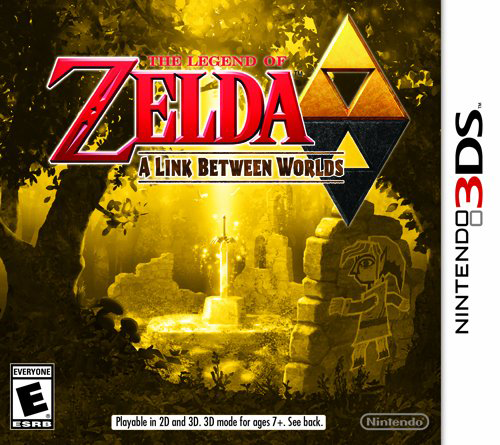 THE LEGEND OF
ZELDA
A LINK BETWEEN WORLDS
NINTENDO 3DS
EVERYONE
E
ESRB
Playable in 2D and 3D. 3D mode for ages 7+. See back.
Nintendo